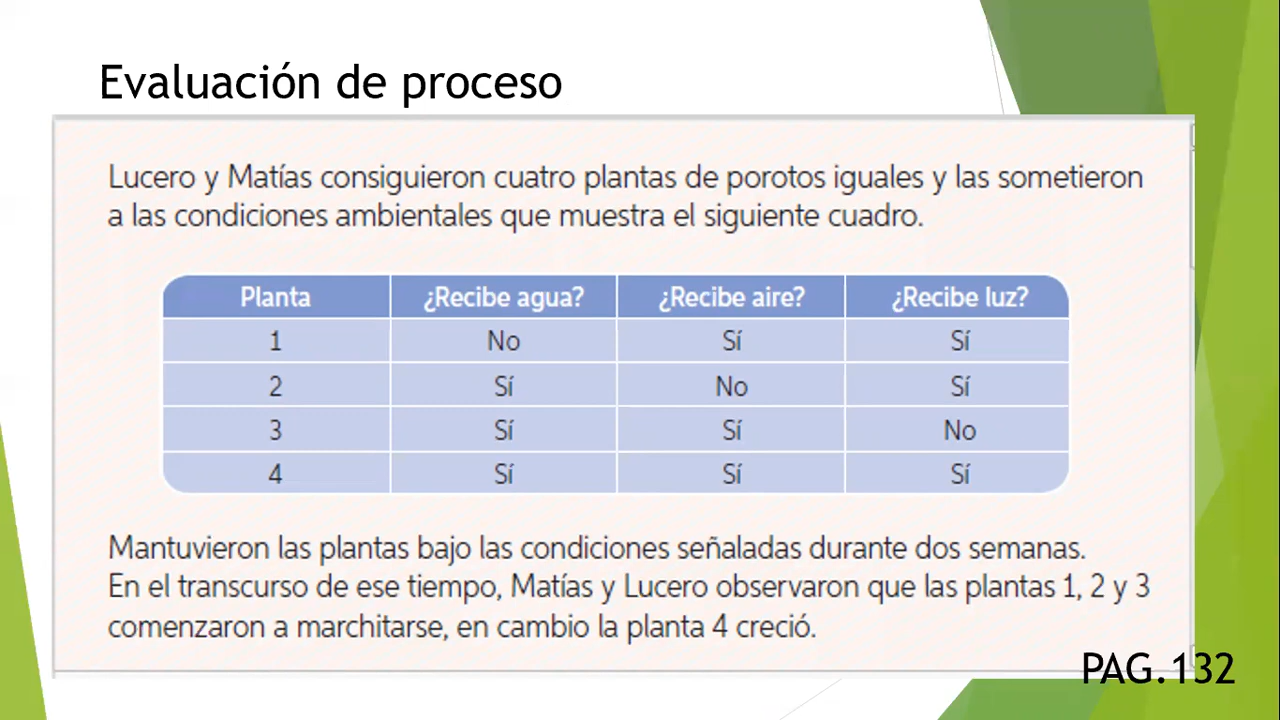 Evaluación de proceso
Lucero y Matías consiguieron cuatro plantas de porotos iguales y las sometieron
a las condiciones ambientales que muestra el siguiente cuadro.
Planta ¿Recibe agua? ¿Recibe aire? ¿Recibe luz?
1 No Sí Sí
2 Sí No Sí
3 Sí Sí No
4 Sí Sí Sí
Mantuvieron las plantas bajo las condiciones señaladas durante dos semanas.
En el transcurso de ese tiempo, Matías y Lucero observaron que las plantas 1, 2 y 3
comenzaron a marchitarse, en cambio la planta 4 creció.
PAG.132